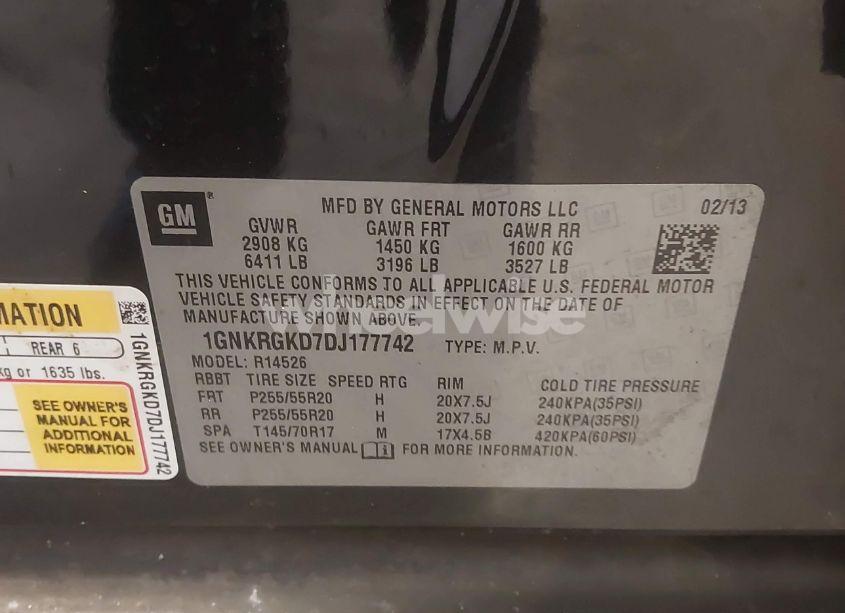 GM ®
MFD BY GENERAL MOTORS LLC 02/13
GVWR GAWR FRT GAWR RR
2908 KG 1450 KG 1600 KG
6411 LB 3196 LB 3527 LB
THIS VEHICLE CONFORMS TO ALL APPLICABLE U.S. FEDERAL MOTOR
VEHICLE SAFETY STANDARDS IN EFFECT ON THE DATE OF
MANUFACTURE SHOWN ABOVE.
wheelwise
1GNKRGKD7DJ177742 TYPE: M.P.V.
MODEL: R14526
RBBT TIRE SIZE SPEED RTG RIM COLD TIRE PRESSURE
FRT P255/55R20 H 20X7.5J 240KPA(35PSI)
RR P255/55R20 H 20X7.5J 240KPA(35PSI)
SPA T145/70R17 M 17X4.5B 420KPA(60PSI)
SEE OWNER'S MANUAL i FOR MORE INFORMATION.
MATION
REAR 6
kg or 1635 lbs.
SEE OWNER'S
MANUAL FOR
ADDITIONAL
INFORMATION
1GNKRGKD7DJ177742